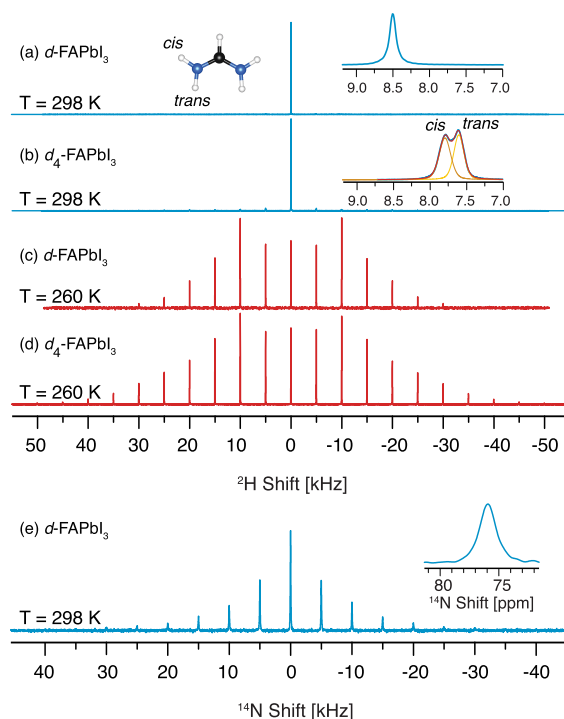 (a) d-FAPbI₃
cis
trans
T = 298 K
9.0 8.5 8.0 7.5 7.0
(b) d₄-FAPbI₃
cis trans
T = 298 K
9.0 8.5 8.0 7.5 7.0
(c) d-FAPbI₃
T = 260 K
(d) d₄-FAPbI₃
T = 260 K
50 40 30 20 10 0 -10 -20 -30 -40 -50
²H Shift [kHz]
(e) d-FAPbI₃
80 75
¹⁴N Shift [ppm]
T = 298 K
40 30 20 10 0 -10 -20 -30 -40
¹⁴N Shift [kHz]